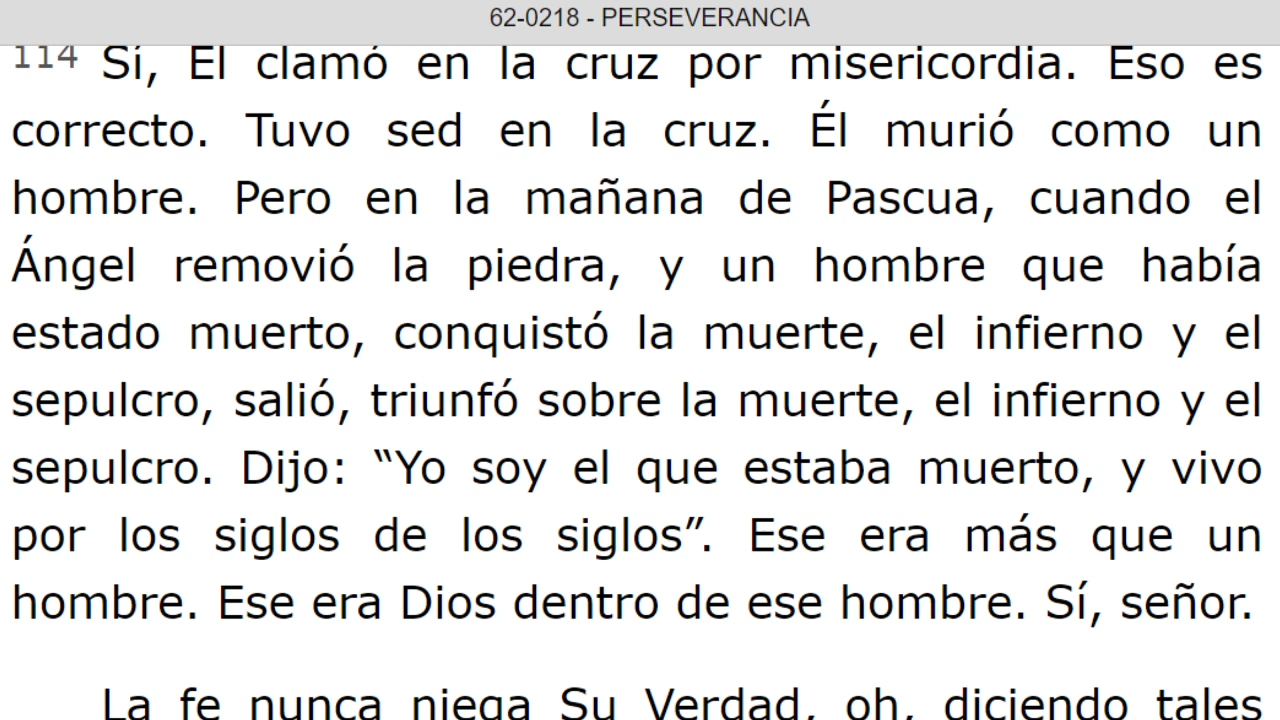 62-0218 - PERSEVERANCIA
114 Sí, Él clamó en la cruz por misericordia. Eso es
correcto. Tuvo sed en la cruz. Él murió como un
hombre. Pero en la mañana de Pascua, cuando el
Ángel removió la piedra, y un hombre que había
estado muerto, conquistó la muerte, el infierno y el
sepulcro, salió, triunfó sobre la muerte, el infierno y el
sepulcro. Dijo: “Yo soy el que estaba muerto, y vivo
por los siglos de los siglos”. Ese era más que un
hombre. Ese era Dios dentro de ese hombre. Sí, señor.
La fe nunca niega Su Verdad, oh, diciendo tales